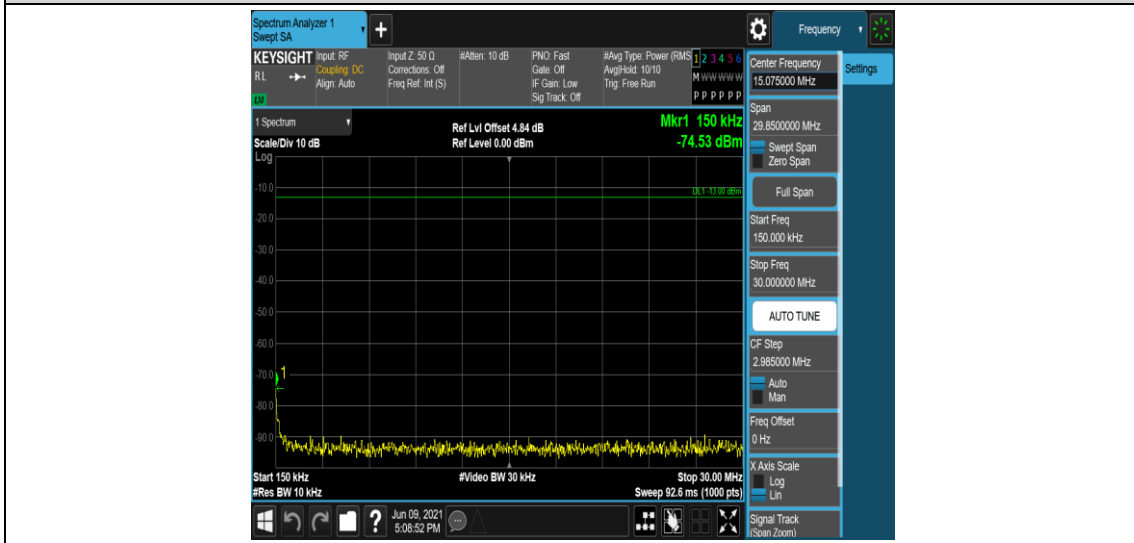 Spectrum Analyzer 1
Swept SA
+
Frequency
KEYSIGHT
RL
Input: RF
Coupling: DC
Align: Auto
Input Z: 50 Ω
Corrections: Off
Freq Ref: Int (S)
#Atten: 10 dB
PNO: Fast
Gate: Off
IF Gain: Low
Sig Track: Off
#Avg Type: Power (RMS
Avg|Hold: 10/10
Trig: Free Run
1 2 3 4 5 6
M W W W W W
P P P P P P
1 Spectrum
Scale/Div 10 dB
Log
Ref Lvl Offset 4.84 dB
Ref Level 0.00 dBm
Mkr1 150 kHz
-74.53 dBm
DL1 -13.00 dBm
-10.0
-20.0
-30.0
-40.0
-50.0
-60.0
-70.0
1
-80.0
-90.0
Start 150 kHz
#Res BW 10 kHz
#Video BW 30 kHz
Stop 30.00 MHz
Sweep 92.6 ms (1000 pts)
?
Jun 09, 2021
5:08:52 PM
Center Frequency
15.075000 MHz
Settings
Span
29.8500000 MHz
Swept Span
Zero Span
Full Span
Start Freq
150.000 kHz
Stop Freq
30.000000 MHz
AUTO TUNE
CF Step
2.985000 MHz
Auto
Man
Freq Offset
0 Hz
X Axis Scale
Log
Lin
Signal Track
(Span Zoom)